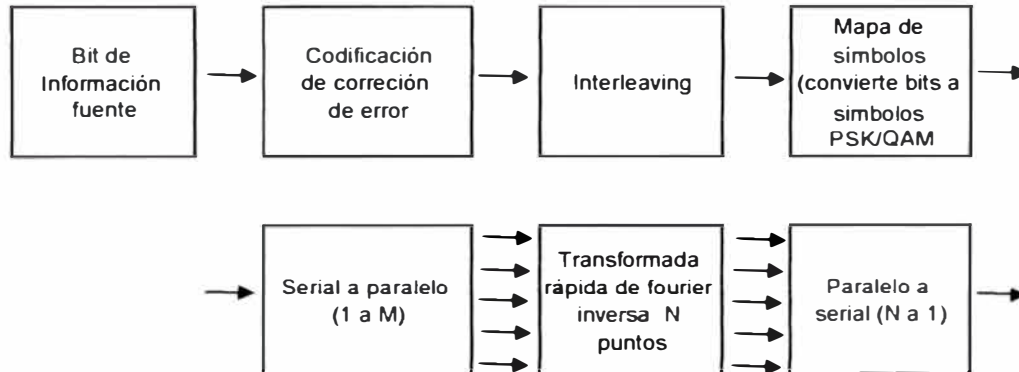 Bit de
Información
fuente
Codificación
de correción
de error
Interleaving
Mapa de
simbolos
(convierte bits a
simbolos
PSK/QAM
Serial a paralelo
(1 a M)
Transformada
rápida de fourier
inversa N
puntos
Paralelo a
serial (N a 1)